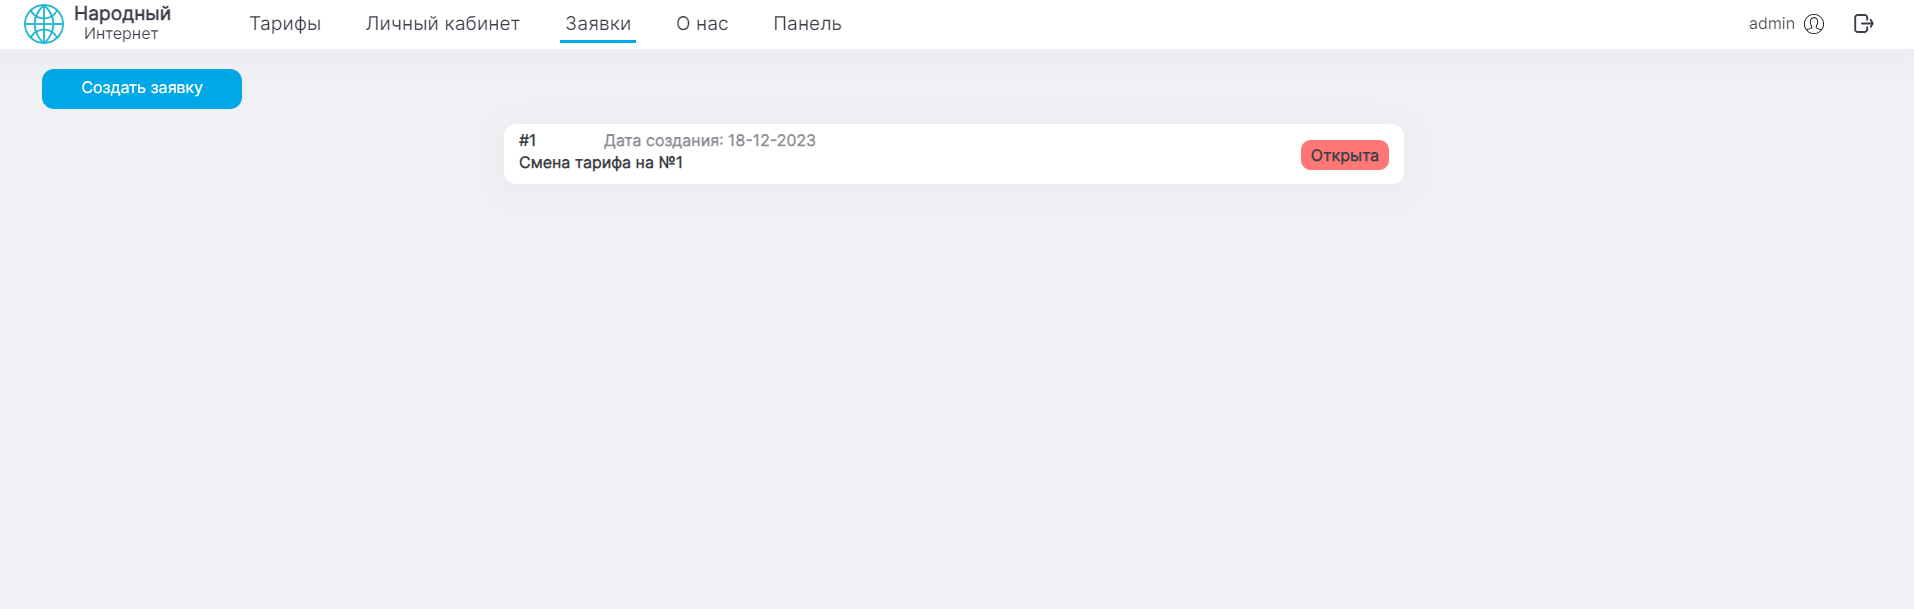 Народный
Интернет
Тарифы
Личный кабинет
Заявки
О нас
Панель
admin
Создать заявку
#1 Дата создания: 18-12-2023
Смена тарифа на №1
Открыта